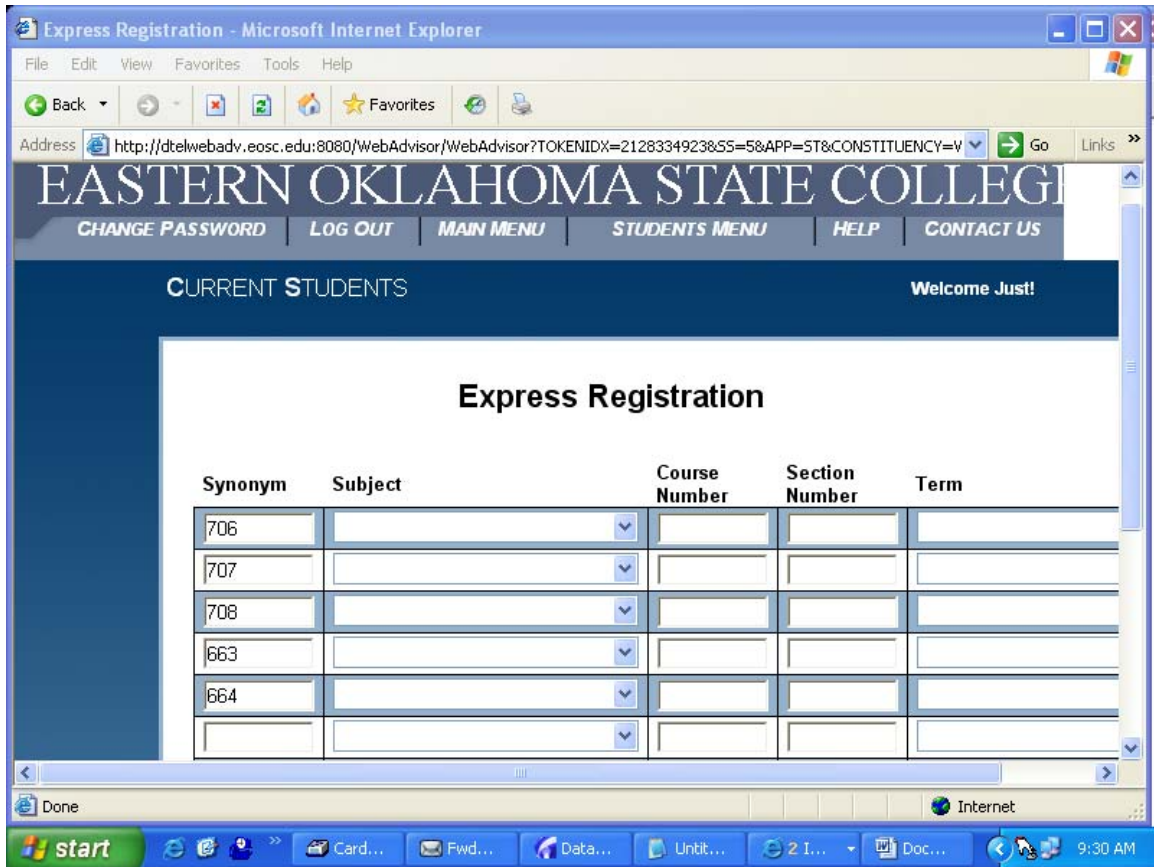 Express Registration - Microsoft Internet Explorer
File Edit View Favorites Tools Help
Back Favorites
Address http://dtelwebadv.eosc.edu:8080/WebAdvisor/WebAdvisor?TOKENIDX=2128334923&SS=5&APP=ST&CONSTITUENCY=W Go Links »
EASTERN OKLAHOMA STATE COLLEGE
CHANGE PASSWORD LOG OUT MAIN MENU STUDENTS MENU HELP CONTACT US
CURRENT STUDENTS Welcome Just!
Express Registration
Synonym Subject Course Number Section Number Term
706
707
708
663
664
Done Internet
start » Card... Fwd... Data... Untit... 2 I... Doc... 9:30 AM